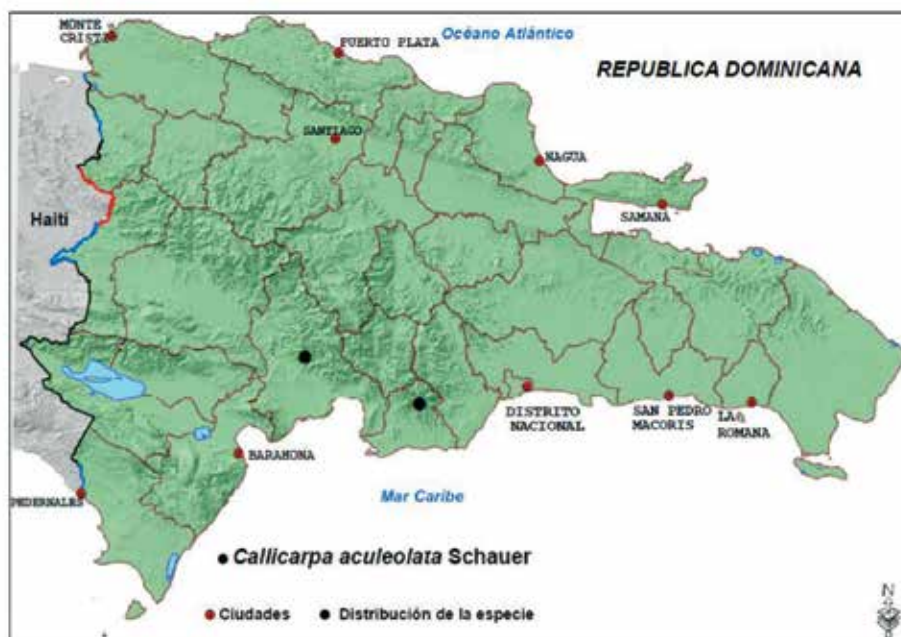 MONTE
CRISTI
PUERTO PLATA
Océano Atlántico
REPUBLICA DOMINICANA
SANTIAGO
NAGUA
Haití
SAMANÁ
DISTRITO
NACIONAL
SAN PEDRO
MACORIS
LA
ROMANA
BARAHONA
PEDERNALES
Mar Caribe
Callicarpa aculeolata Schauer
Ciudades
Distribución de la especie
N